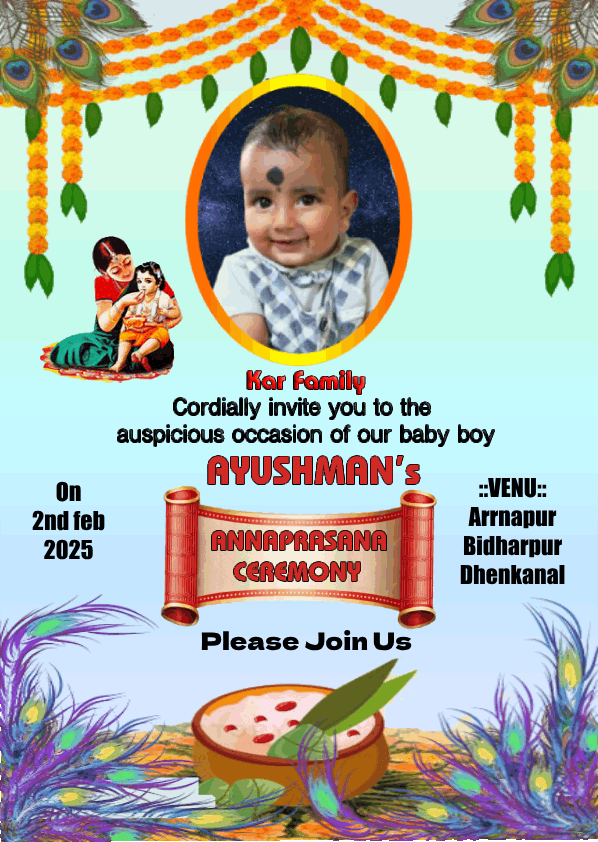 Kar Family
Cordially invite you to the
auspicious occasion of our baby boy
AYUSHMAN's
On
2nd feb
2025
::VENU::
Arrnapur
Bidharpur
Dhenkanal
ANNAPRASANA
CEREMONY
Please Join Us